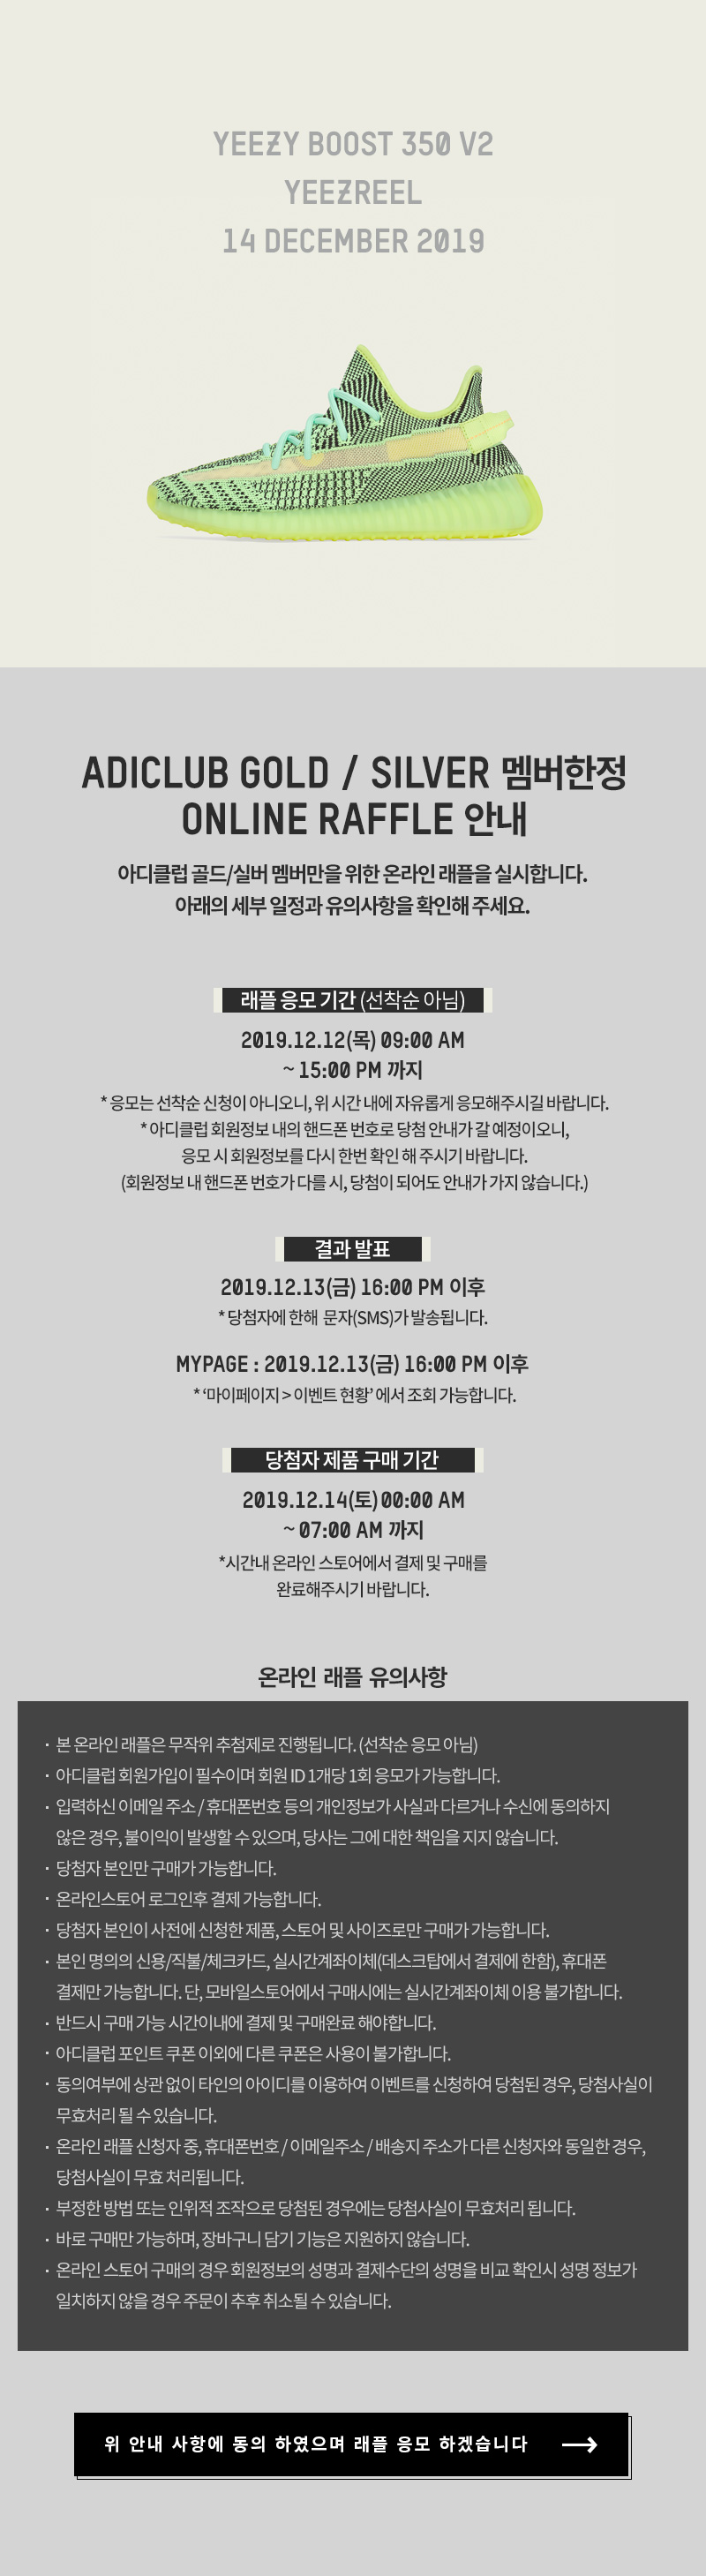 YEEZY BOOST 350 V2
YEEZREEL
14 DECEMBER 2019
ADICLUB GOLD / SILVER 멤버한정
ONLINE RAFFLE 안내
아디클럽 골드/실버 멤버만을 위한 온라인 래플을 실시합니다.
아래의 세부 일정과 유의사항을 확인해 주세요.
래플 응모 기간 (선착순 아님)
2019.12.12(목) 09:00 AM
~ 15:00 PM 까지
* 응모는 선착순 신청이 아니오니, 위 시간 내에 자유롭게 응모해주시길 바랍니다.
* 아디클럽 회원정보 내의 핸드폰 번호로 당첨 안내가 갈 예정이오니,
응모 시 회원정보를 다시 한번 확인 해 주시기 바랍니다.
(회원정보 내 핸드폰 번호가 다를 시, 당첨이 되어도 안내가 가지 않습니다.)
결과 발표
2019.12.13(금) 16:00 PM 이후
* 당첨자에 한해 문자(SMS)가 발송됩니다.
MYPAGE : 2019.12.13(금) 16:00 PM 이후
* ‘마이페이지 > 이벤트 현황’ 에서 조회 가능합니다.
당첨자 제품 구매 기간
2019.12.14(토) 00:00 AM
~ 07:00 AM 까지
*시간내 온라인 스토어에서 결제 및 구매를
완료해주시기 바랍니다.
온라인 래플 유의사항
· 본 온라인 래플은 무작위 추첨제로 진행됩니다. (선착순 응모 아님)
· 아디클럽 회원가입이 필수이며 회원 ID 1개당 1회 응모가 가능합니다.
· 입력하신 이메일 주소 / 휴대폰번호 등의 개인정보가 사실과 다르거나 수신에 동의하지
않은 경우, 불이익이 발생할 수 있으며, 당사는 그에 대한 책임을 지지 않습니다.
· 당첨자 본인만 구매가 가능합니다.
· 온라인스토어 로그인후 결제 가능합니다.
· 당첨자 본인이 사전에 신청한 제품, 스토어 및 사이즈로만 구매가 가능합니다.
· 본인 명의의 신용/직불/체크카드, 실시간계좌이체(데스크탑에서 결제에 한함), 휴대폰
결제만 가능합니다. 단, 모바일스토어에서 구매시에는 실시간계좌이체 이용 불가합니다.
· 반드시 구매 가능 시간이내에 결제 및 구매완료 해야합니다.
· 아디클럽 포인트 쿠폰 이외에 다른 쿠폰은 사용이 불가합니다.
· 동의여부에 상관 없이 타인의 아이디를 이용하여 이벤트를 신청하여 당첨된 경우, 당첨사실이
무효처리 될 수 있습니다.
· 온라인 래플 신청자 중, 휴대폰번호 / 이메일주소 / 배송지 주소가 다른 신청자와 동일한 경우,
당첨사실이 무효 처리됩니다.
· 부정한 방법 또는 인위적 조작으로 당첨된 경우에는 당첨사실이 무효처리 됩니다.
· 바로 구매만 가능하며, 장바구니 담기 기능은 지원하지 않습니다.
· 온라인 스토어 구매의 경우 회원정보의 성명과 결제수단의 성명을 비교 확인시 성명 정보가
일치하지 않을 경우 주문이 추후 취소될 수 있습니다.
위 안내 사항에 동의 하였으며 래플 응모 하겠습니다 →